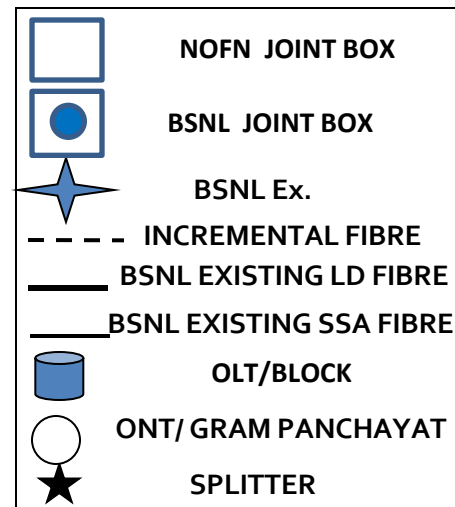 NOFN JOINT BOX
BSNL JOINT BOX
BSNL Ex.
INCREMENTAL FIBRE
BSNL EXISTING LD FIBRE
BSNL EXISTING SSA FIBRE
OLT/BLOCK
ONT/ GRAM PANCHAYAT
SPLITTER